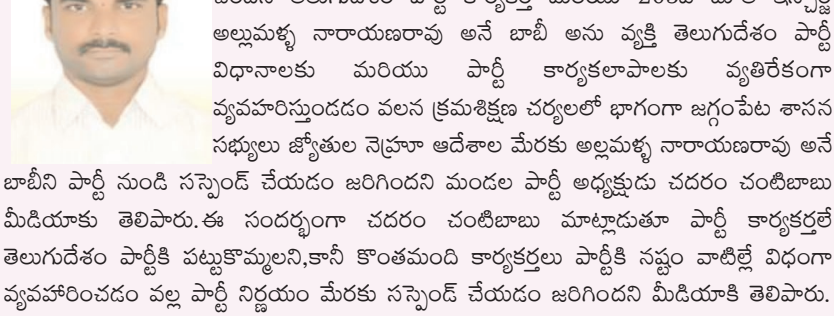 అల్లుమళ్ళ నారాయణరావు అనే బాబీ అను వ్యక్తి తెలుగుదేశం పార్టీ
విధానాలకు మరియు పార్టీ కార్యకలాపాలకు వ్యతిరేకంగా
వ్యవహరిస్తుండడం వలన క్రమశిక్షణ చర్యలలో భాగంగా జగ్గంపేట శాసన
సభ్యులు జ్యోతుల నెహ్రూ ఆదేశాల మేరకు అల్లమళ్ళ నారాయణరావు అనే
బాబీని పార్టీ నుండి సస్పెండ్ చేయడం జరిగిందని మండల పార్టీ అధ్యక్షుడు చదరం చంటిబాబు
మీడియాకు తెలిపారు.ఈ సందర్భంగా చదరం చంటిబాబు మాట్లాడుతూ పార్టీ కార్యకర్తలే
తెలుగుదేశం పార్టీకి పట్టుకొమ్మలని,కానీ కొంతమంది కార్యకర్తలు పార్టీకి నష్టం వాటిల్లే విధంగా
వ్యవహారించడం వల్ల పార్టీ నిర్ణయం మేరకు సస్పెండ్ చేయడం జరిగిందని మీడియాకి తెలిపారు.